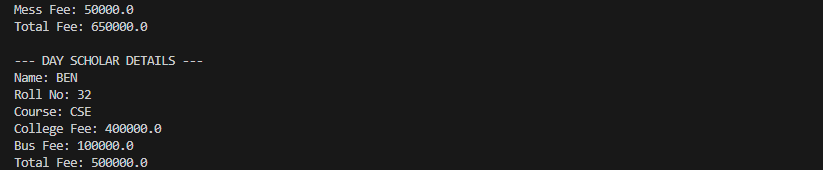 Mess Fee: 50000.0
Total Fee: 650000.0
--- DAY SCHOLAR DETAILS ---
Name: BEN
Roll No: 32
Course: CSE
College Fee: 400000.0
Bus Fee: 100000.0
Total Fee: 500000.0